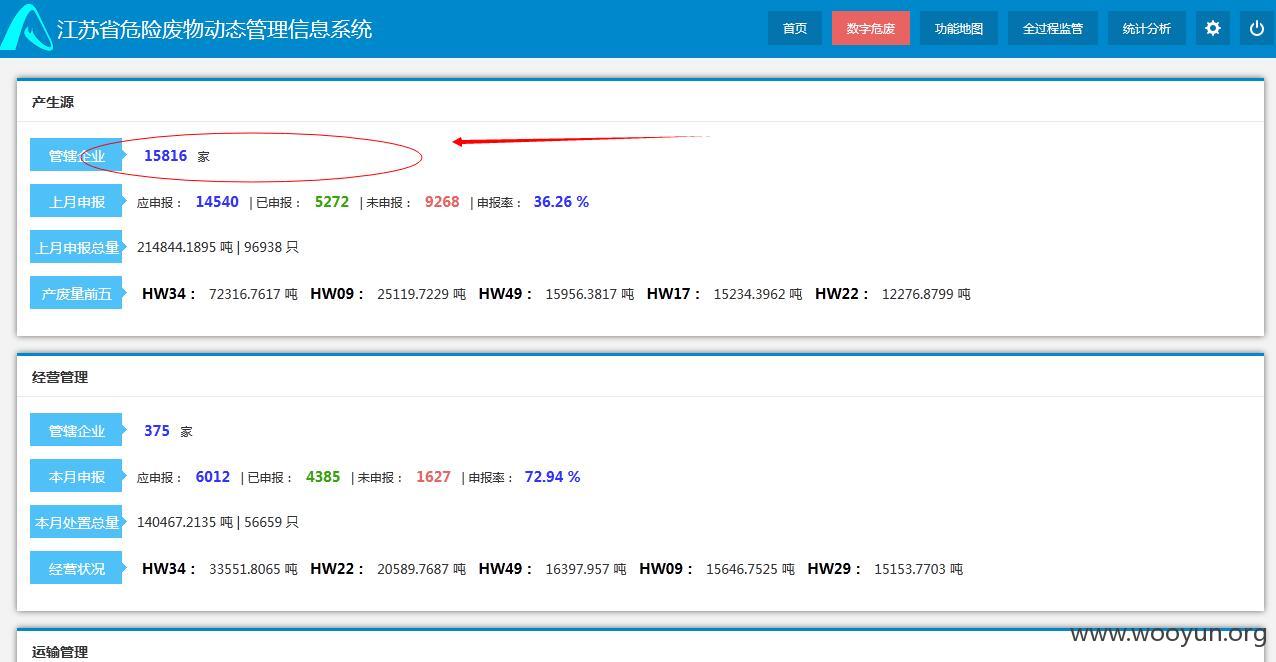 江苏省危险废物动态管理信息系统
首页 数字危废 功能地图 全过程监管 统计分析
产生源
管辖企业 15816 家
上月申报 应申报： 14540 | 已申报： 5272 | 未申报： 9268 | 申报率： 36.26 %
上月申报总量 214844.1895 吨 | 96938 只
产废量前五 HW34： 72316.7617 吨 HW09： 25119.7229 吨 HW49： 15956.3817 吨 HW17： 15234.3962 吨 HW22： 12276.8799 吨
经营管理
管辖企业 375 家
本月申报 应申报： 6012 | 已申报： 4385 | 未申报： 1627 | 申报率： 72.94 %
本月处置总量 140467.2135 吨 | 56659 只
经营状况 HW34： 33551.8065 吨 HW22： 20589.7687 吨 HW49： 16397.957 吨 HW09： 15646.7525 吨 HW29： 15153.7703 吨
www.wooyun.org
运输管理